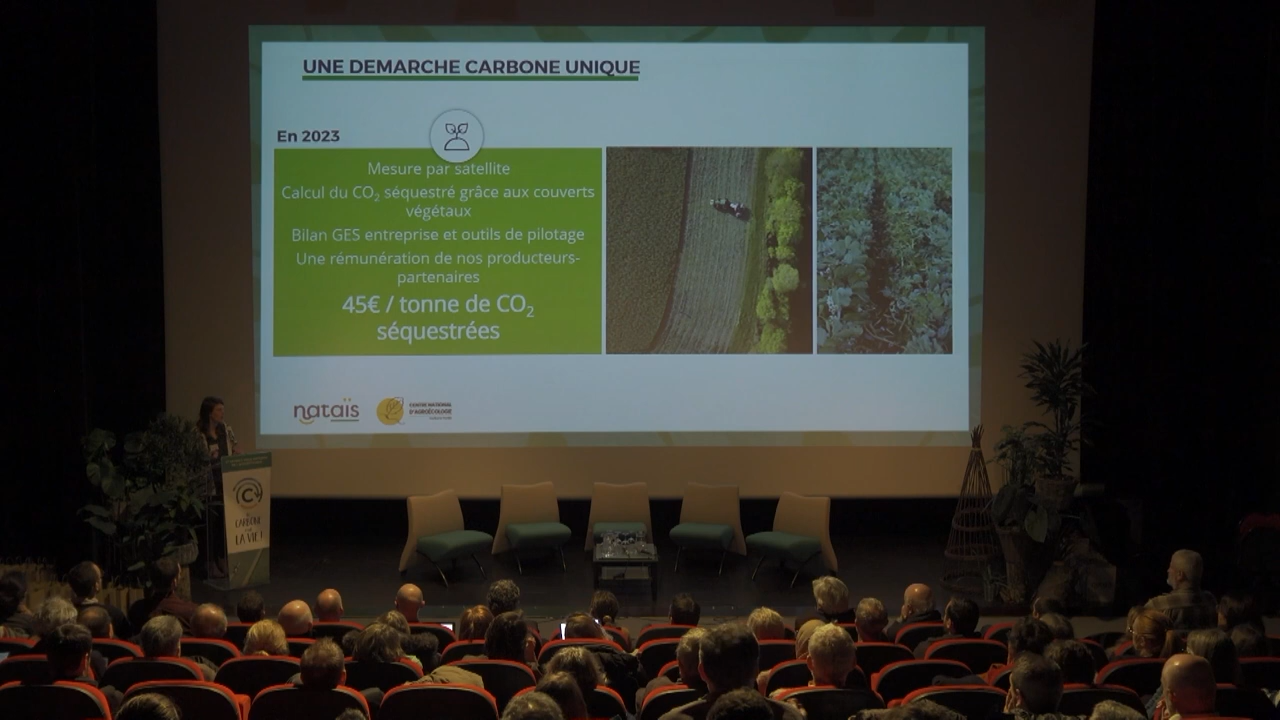 UNE DEMARCHE CARBONE UNIQUE
En 2023
Mesure par satellite
Calcul du CO₂ séquestré grâce aux couverts
végétaux
Bilan GES entreprise et outils de pilotage
Une rémunération de nos producteurs-
partenaires
45€ / tonne de CO₂
séquestrées
nataïs
CENTRE NATIONAL
D'AGROÉCOLOGIE
C
CARBONE
LA VIE !